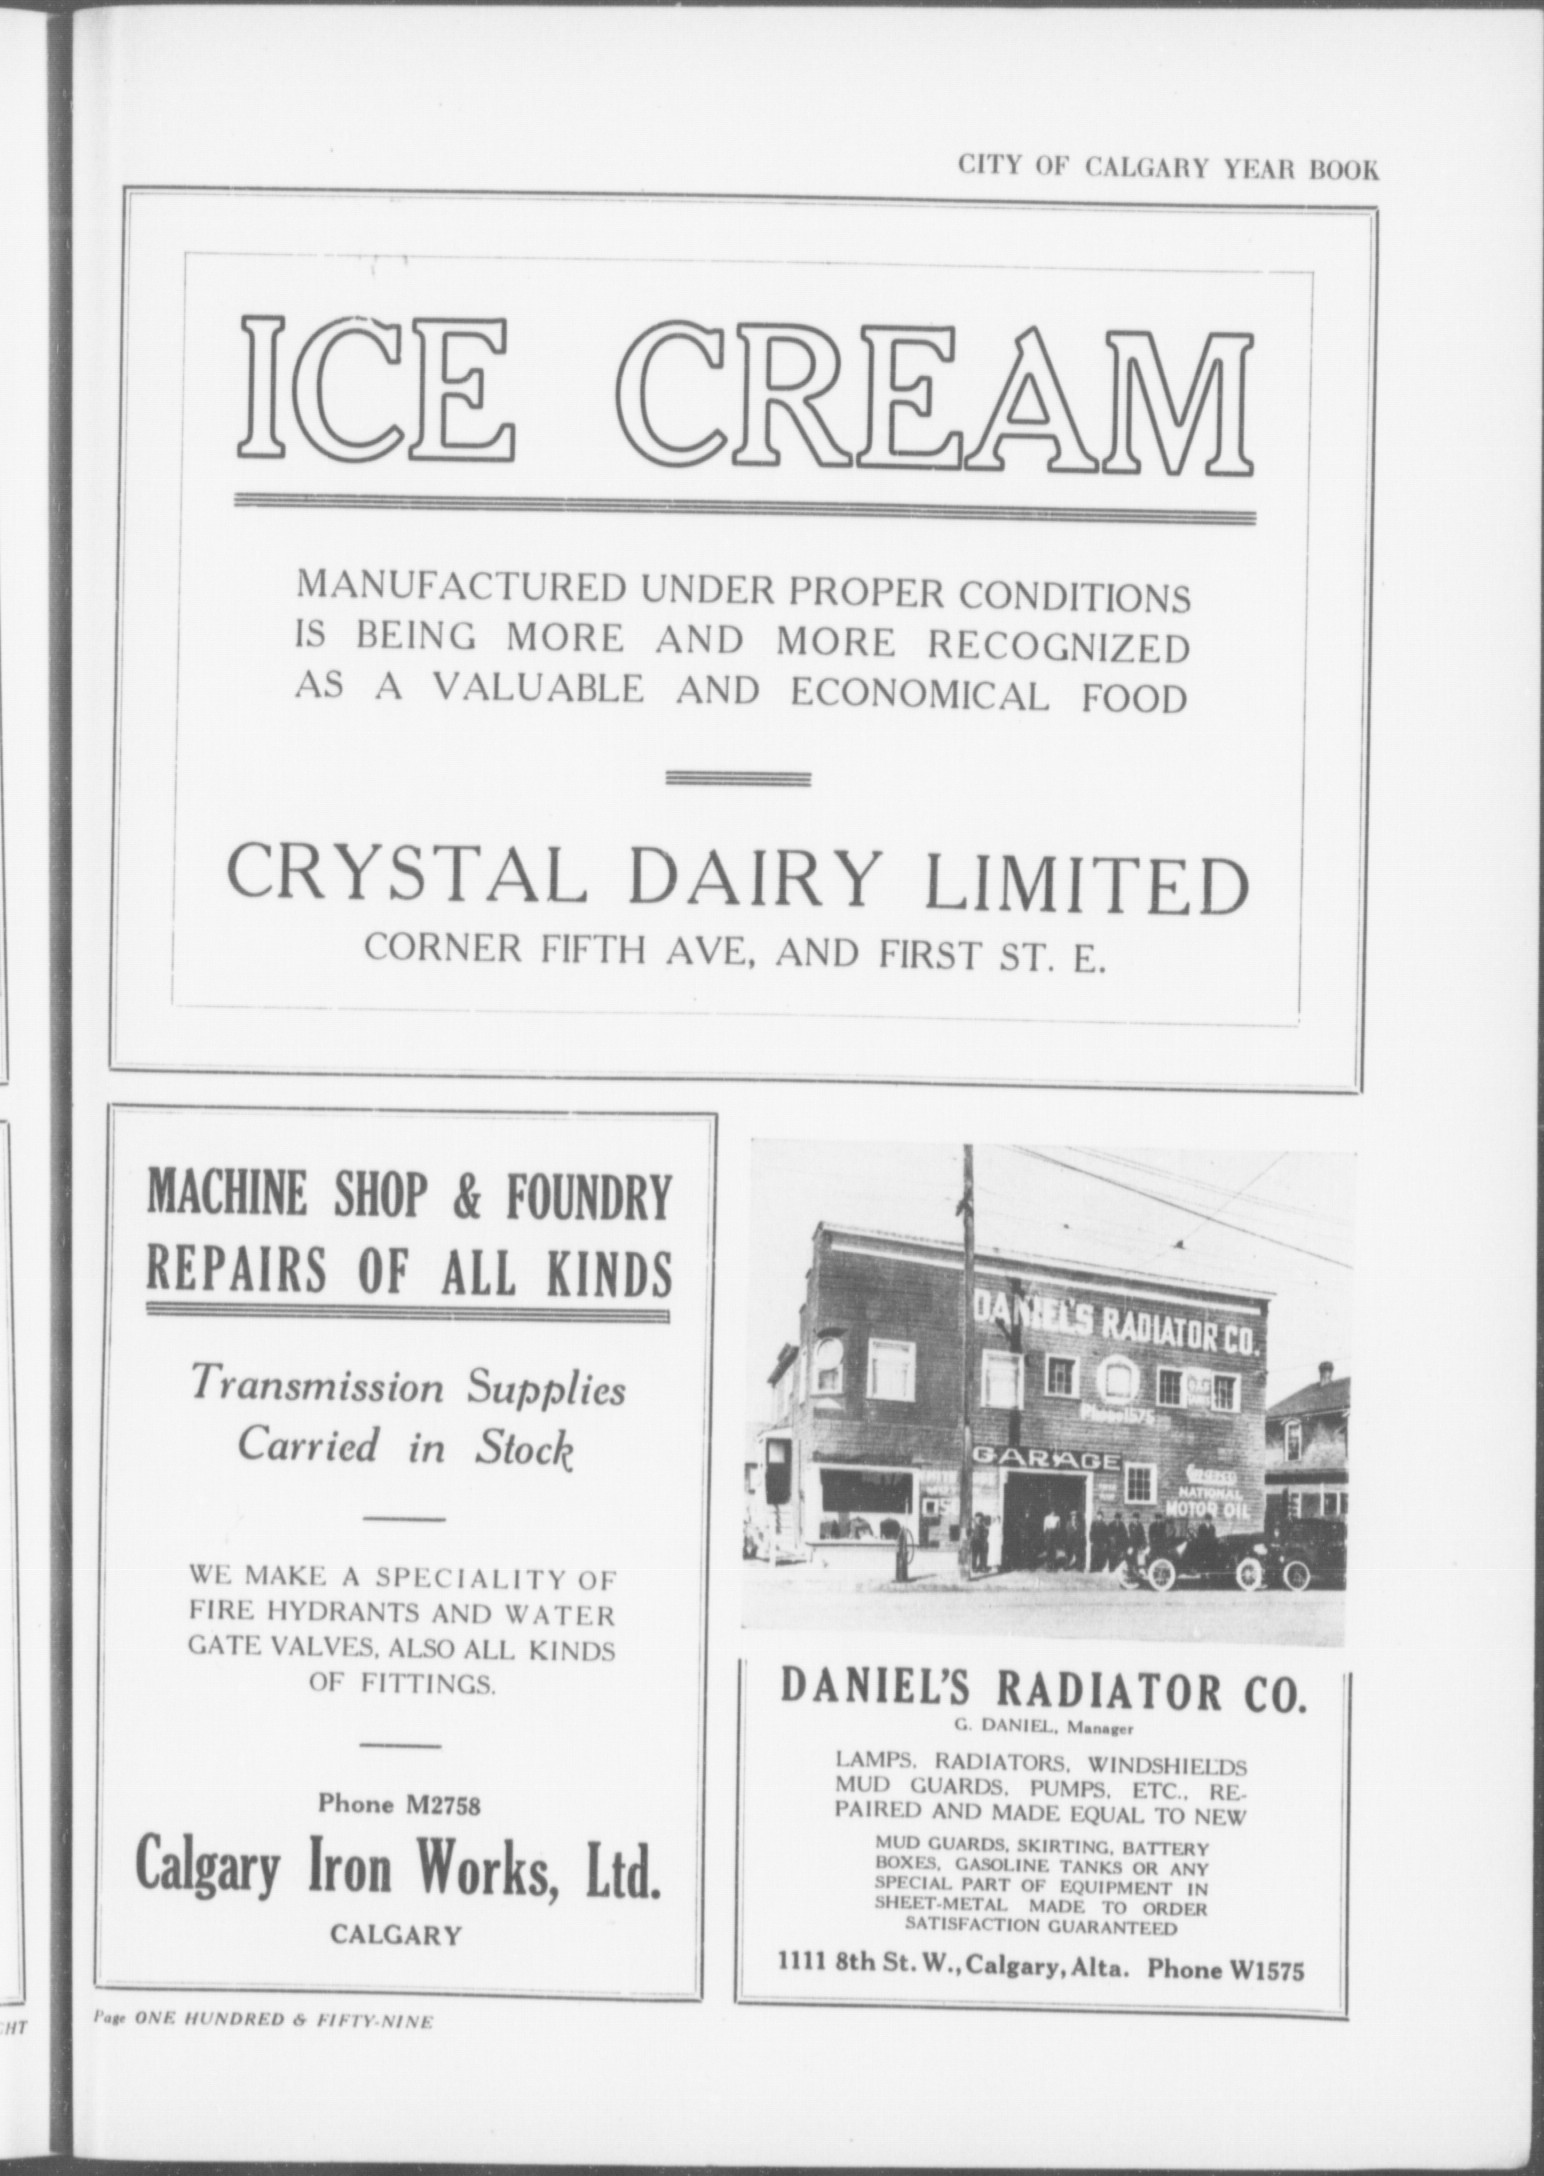 CITY OF CALGARY YEAR BOOK
ICE CREAM
MANUFACTURED UNDER PROPER CONDITIONS
IS BEING MORE AND MORE RECOGNIZED
AS A VALUABLE AND ECONOMICAL FOOD
CRYSTAL DAIRY LIMITED
CORNER FIFTH AVE, AND FIRST ST. E.
MACHINE SHOP & FOUNDRY
REPAIRS OF ALL KINDS
Transmission Supplies
Carried in Stock
WE MAKE A SPECIALITY OF
FIRE HYDRANTS AND WATER
GATE VALVES, ALSO ALL KINDS
OF FITTINGS.
Phone M2758
Calgary Iron Works, Ltd.
CALGARY
DANIEL'S RADIATOR CO.
Phone 1575
GARAGE
NATIONAL
MOTOR OIL
DANIEL'S RADIATOR CO.
G. DANIEL, Manager
LAMPS, RADIATORS, WINDSHIELDS
MUD GUARDS, PUMPS, ETC., RE-
PAIRED AND MADE EQUAL TO NEW
MUD GUARDS, SKIRTING, BATTERY
BOXES, GASOLINE TANKS OR ANY
SPECIAL PART OF EQUIPMENT IN
SHEET-METAL MADE TO ORDER
SATISFACTION GUARANTEED
1111 8th St. W., Calgary, Alta. Phone W1575
Page ONE HUNDRED & FIFTY-NINE